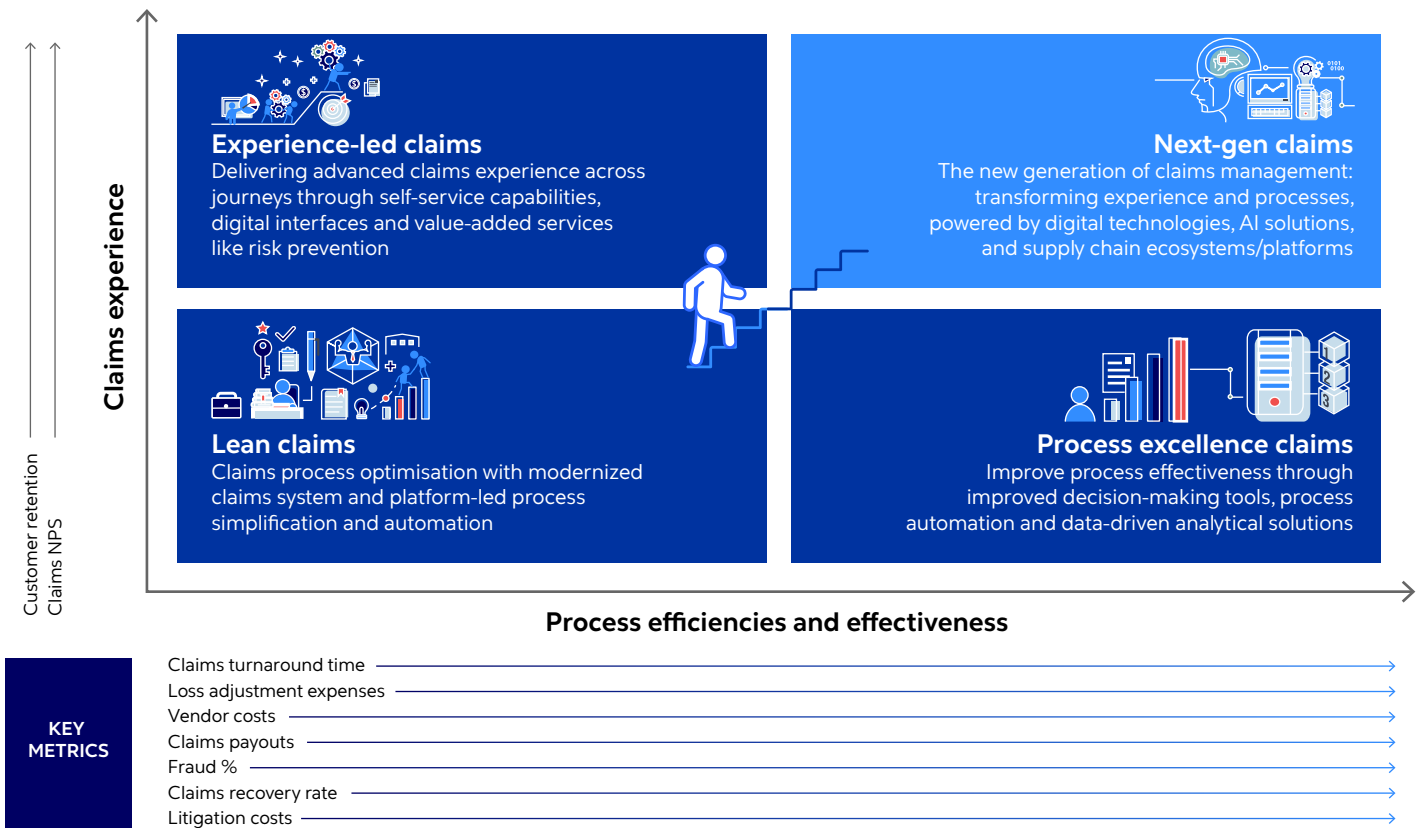 Experience-led claims
Delivering advanced claims experience across
journeys through self-service capabilities,
digital interfaces and value-added services
like risk prevention
0101
0100
Next-gen claims
The new generation of claims management:
transforming experience and processes,
powered by digital technologies, AI solutions,
and supply chain ecosystems/platforms
Claims experience
Customer retention
Claims NPS
Lean claims
Claims process optimisation with modernized
claims system and platform-led process
simplification and automation
1
2
3
Process excellence claims
Improve process effectiveness through
improved decision-making tools, process
automation and data-driven analytical solutions
Process efficiencies and effectiveness
KEY
METRICS
Claims turnaround time
Loss adjustment expenses
Vendor costs
Claims payouts
Fraud %
Claims recovery rate
Litigation costs